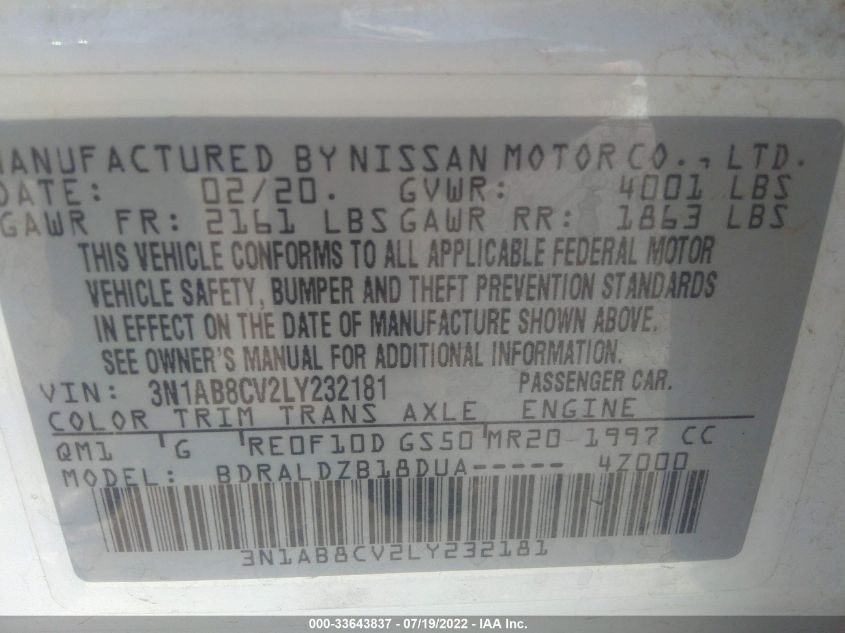 MANUFACTURED BY NISSAN MOTOR CO., LTD.
DATE: 02/20. GVWR: 4001 LBS
GAWR FR: 2161 LBS GAWR RR: 1863 LBS
THIS VEHICLE CONFORMS TO ALL APPLICABLE FEDERAL MOTOR
VEHICLE SAFETY, BUMPER AND THEFT PREVENTION STANDARDS
IN EFFECT ON THE DATE OF MANUFACTURE SHOWN ABOVE.
SEE OWNER'S MANUAL FOR ADDITIONAL INFORMATION.
VIN: 3N1AB8CV2LY232181 PASSENGER CAR.
COLOR TRIM TRANS AXLE ENGINE
QM1 G RE0F10D GS50 MR20 1997 CC
MODEL: BDRALDZB18DUA----- 4Z000
3N1AB8CV2LY232181
000-33643837 - 07/19/2022 - IAA Inc.